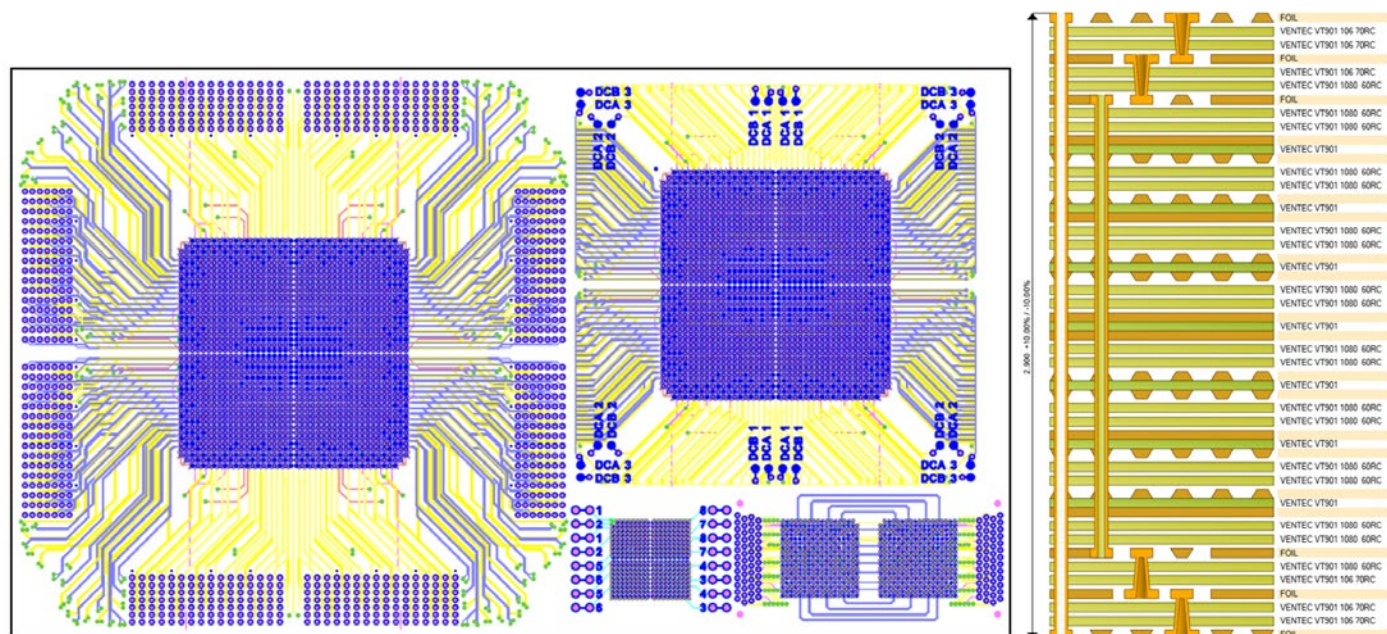 DCB 3
DCA 3
DCA 2
DCB 2
DCB 1
DCA 1
DCA 1
DCB 1
DCB 3
DCA 3
DCB 2
DCA 2
DCA 2
DCB 2
DCA 3
DCB 3
DCB 1
DCA 1
DCA 1
DCB 1
DCB 2
DCA 2
DCA 3
DCB 3
1 8
2 7
1 8
2 7
5 4
6 3
5 4
6 3
2.900 +10.00% / -10.00%
FOIL
VENTEC VT901 106 70RC
VENTEC VT901 106 70RC
FOIL
VENTEC VT901 106 70RC
VENTEC VT901 1080 60RC
FOIL
VENTEC VT901 1080 60RC
VENTEC VT901 1080 60RC
VENTEC VT901
VENTEC VT901 1080 60RC
VENTEC VT901 1080 60RC
VENTEC VT901
VENTEC VT901 1080 60RC
VENTEC VT901 1080 60RC
VENTEC VT901
VENTEC VT901 1080 60RC
VENTEC VT901 1080 60RC
VENTEC VT901
VENTEC VT901 1080 60RC
VENTEC VT901 1080 60RC
VENTEC VT901
VENTEC VT901 1080 60RC
VENTEC VT901 1080 60RC
VENTEC VT901
VENTEC VT901 1080 60RC
VENTEC VT901 1080 60RC
VENTEC VT901
VENTEC VT901 1080 60RC
VENTEC VT901 1080 60RC
FOIL
VENTEC VT901 1080 60RC
VENTEC VT901 106 70RC
FOIL
VENTEC VT901 106 70RC
VENTEC VT901 106 70RC
FOIL